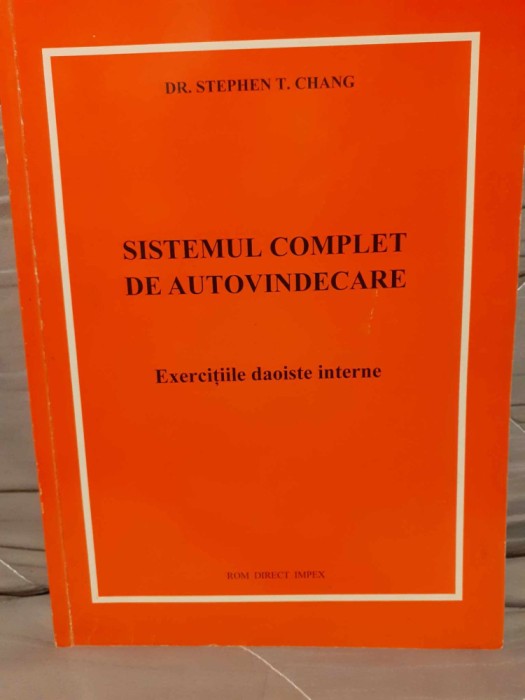 DR. STEPHEN T. CHANG
SISTEMUL COMPLET
DE AUTOVINDECARE
Exercițiile daoiste interne
ROM DIRECT IMPEX